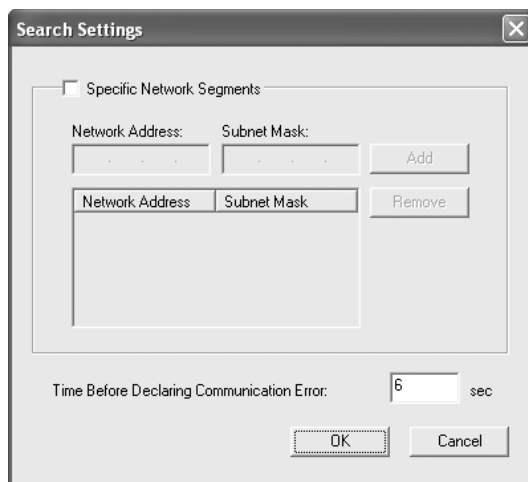 Search Settings
Specific Network Segments
Network Address: Subnet Mask:
Add
Network Address Subnet Mask
Remove
Time Before Declaring Communication Error: 6 sec
OK Cancel